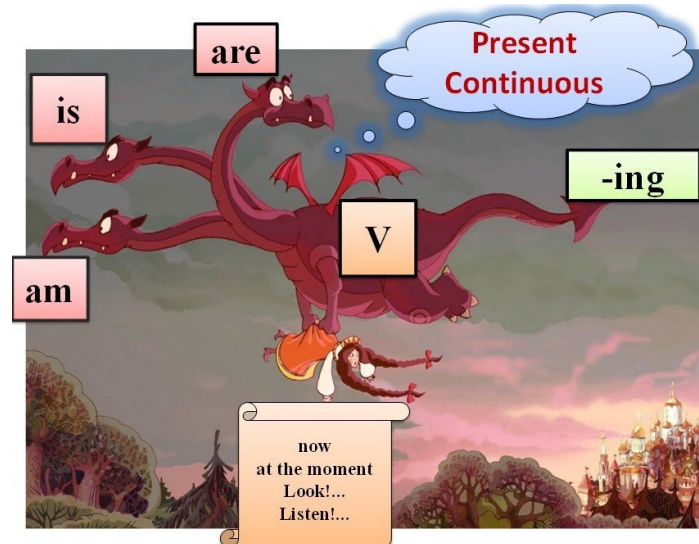 are
Present
Continuous
is
-ing
V
am
now
at the moment
Look!...
Listen!...